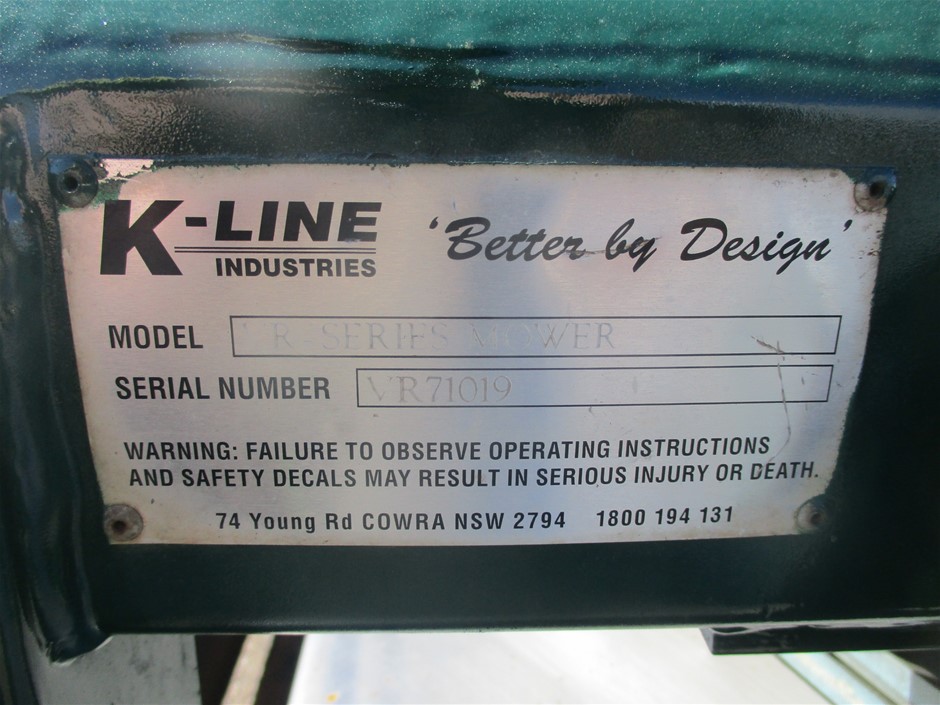 K-LINE
INDUSTRIES
'Better by Design'
MODEL R-SERIES MOWER
SERIAL NUMBER VR71019
WARNING: FAILURE TO OBSERVE OPERATING INSTRUCTIONS
AND SAFETY DECALS MAY RESULT IN SERIOUS INJURY OR DEATH.
74 Young Rd COWRA NSW 2794 1800 194 131